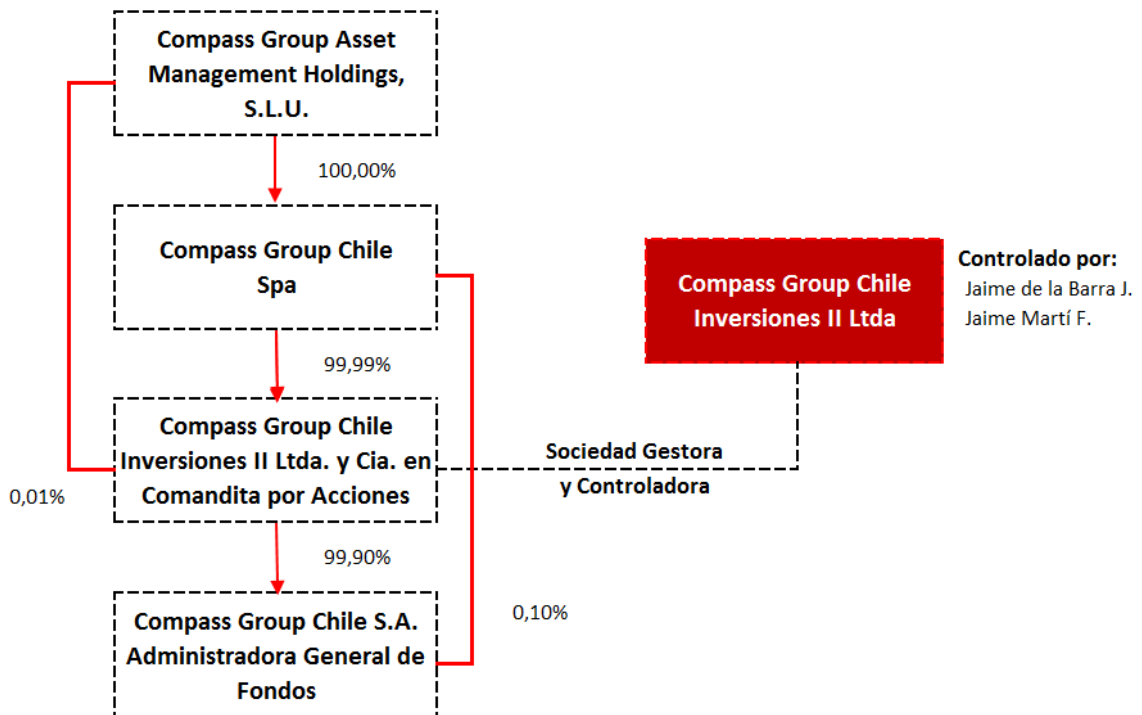 Compass Group Asset
Management Holdings,
S.L.U.
100,00%
Compass Group Chile
Spa
99,99%
Compass Group Chile
Inversiones II Ltda. y Cia. en
Comandita por Acciones
0,01%
99,90%
Compass Group Chile S.A.
Administradora General de
Fondos
0,10%
Sociedad Gestora
y Controladora
Compass Group Chile
Inversiones II Ltda
Controlado por:
Jaime de la Barra J.
Jaime Martí F.